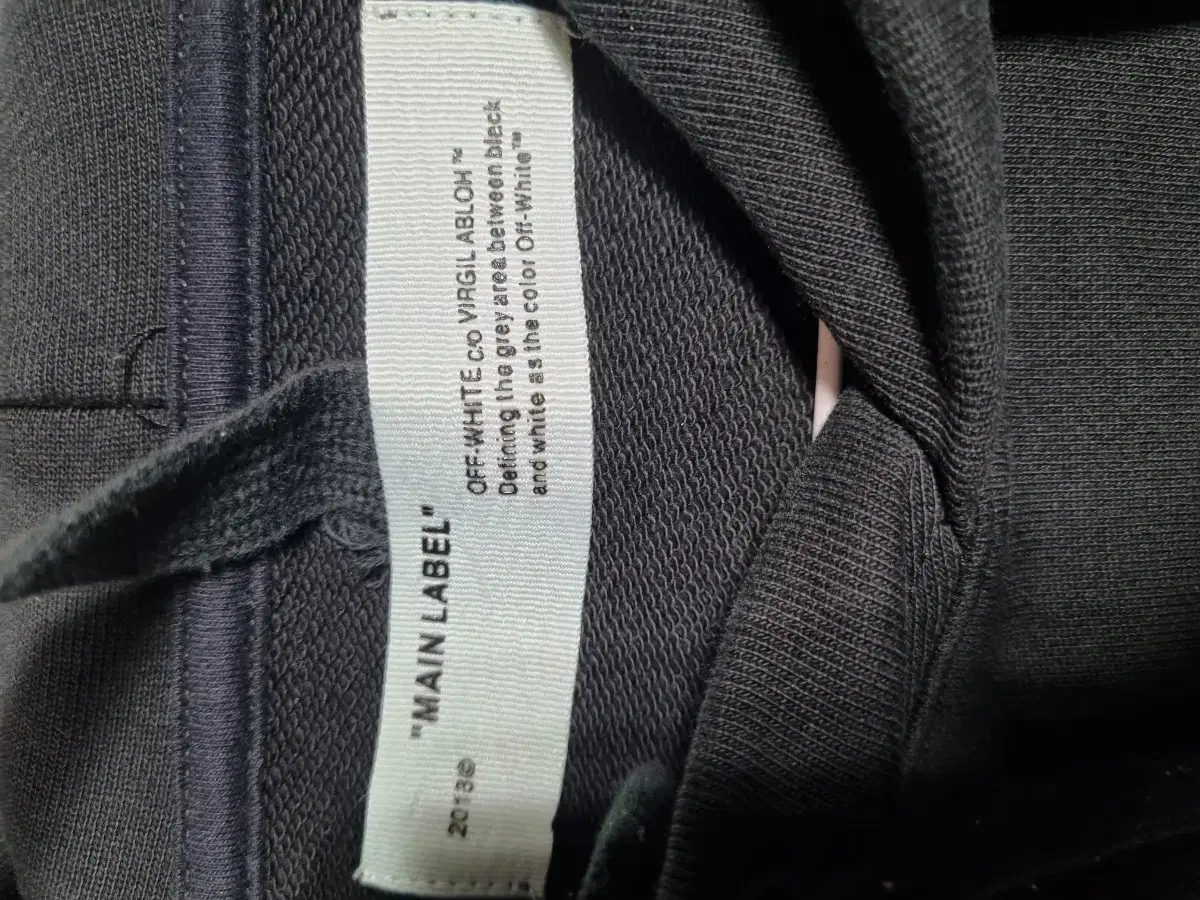 "MAIN LABEL"
2013©
OFF-WHITE C/O VIRGIL ABLOH™
Defining the grey area between black
and white as the color Off-White™